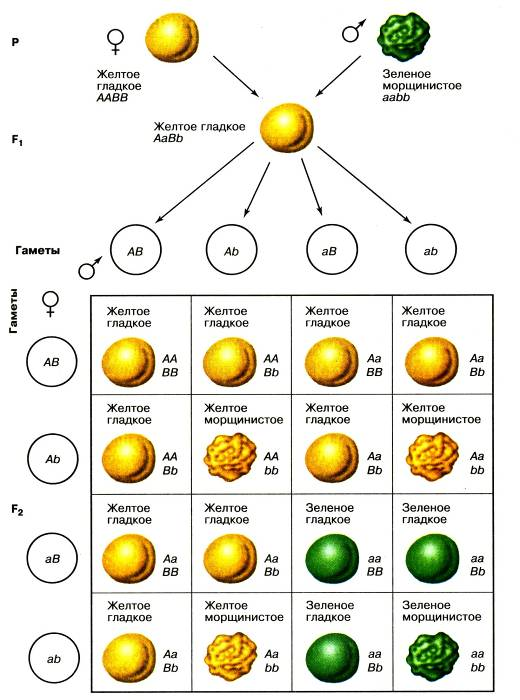 P
♀
♂
Желтое
гладкое
AABB
Зеленое
морщинистое
aabb
Желтое гладкое
AaBb
F1
Гаметы
♂
AB
Ab
aB
ab
♀
Гаметы
AB
Желтое
гладкое
AA
BB
Желтое
гладкое
AA
Bb
Желтое
гладкое
Aa
BB
Желтое
гладкое
Aa
Bb
Ab
Желтое
гладкое
AA
Bb
Желтое
морщинистое
AA
bb
Желтое
гладкое
Aa
Bb
Желтое
морщинистое
Aa
bb
F2
aB
Желтое
гладкое
Aa
BB
Желтое
гладкое
Aa
Bb
Зеленое
гладкое
aa
BB
Зеленое
гладкое
aa
Bb
ab
Желтое
гладкое
Aa
Bb
Желтое
морщинистое
Aa
bb
Зеленое
гладкое
aa
Bb
Зеленое
морщинистое
aa
bb